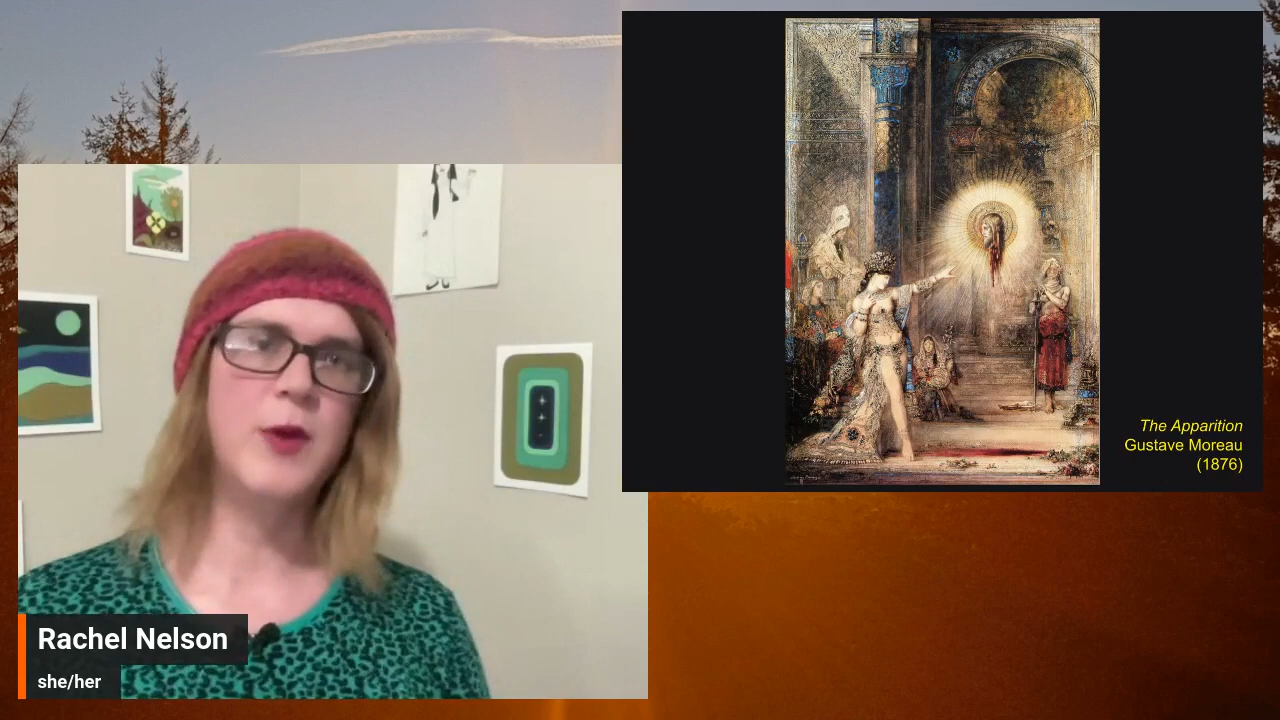 Rachel Nelson
she/her
The Apparition
Gustave Moreau
(1876)